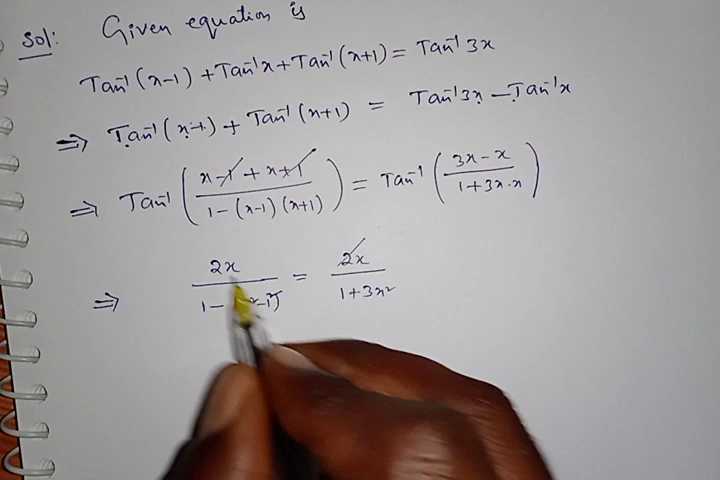 Sol: Given equation is
Tan⁻¹(x-1) + Tan⁻¹x + Tan⁻¹(x+1) = Tan⁻¹3x
⇒ Tan⁻¹(x-1) + Tan⁻¹(x+1) = Tan⁻¹3x - Tan⁻¹x
⇒ Tan⁻¹((x-1+x+1)/(1-(x-1)(x+1))) = Tan⁻¹((3x-x)/(1+3x·x))
⇒ 2x/(1- ²-1²) = 2x/(1+3x²)